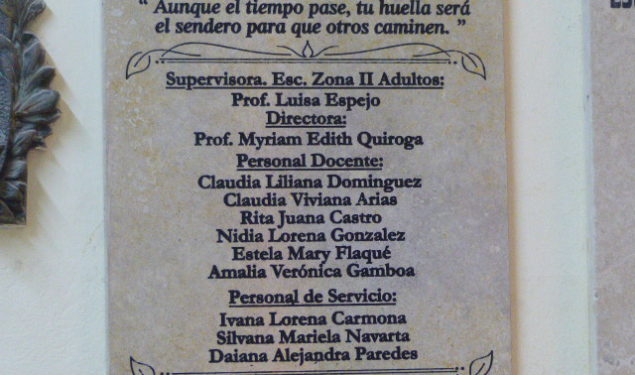 " Aunque el tiempo pase, tu huella será
el sendero para que otros caminen. "
Supervisora. Esc. Zona II Adultos:
Prof. Luisa Espejo
Directora:
Prof. Myriam Edith Quiroga
Personal Docente:
Claudia Liliana Dominguez
Claudia Viviana Arias
Rita Juana Castro
Nidia Lorena Gonzalez
Estela Mary Flaqué
Amalia Verónica Gamboa
Personal de Servicio:
Ivana Lorena Carmona
Silvana Mariela Navarta
Daiana Alejandra Paredes